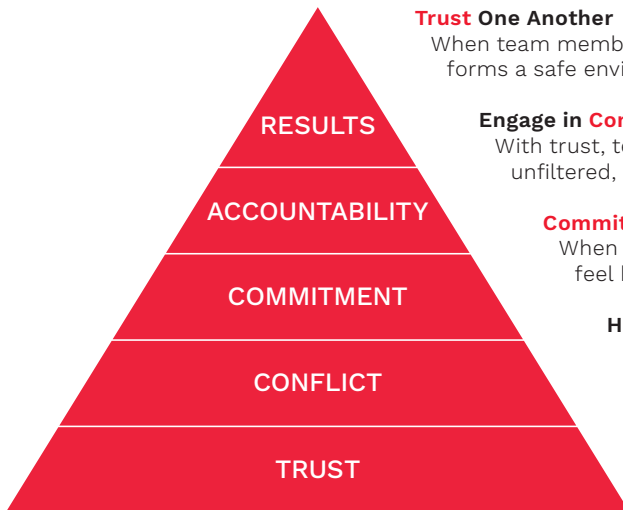 RESULTS
ACCOUNTABILITY
COMMITMENT
CONFLICT
TRUST
Trust One Another
When team
forms a safe
Engage in
With trust,
unfiltered,
Commit
When
feel